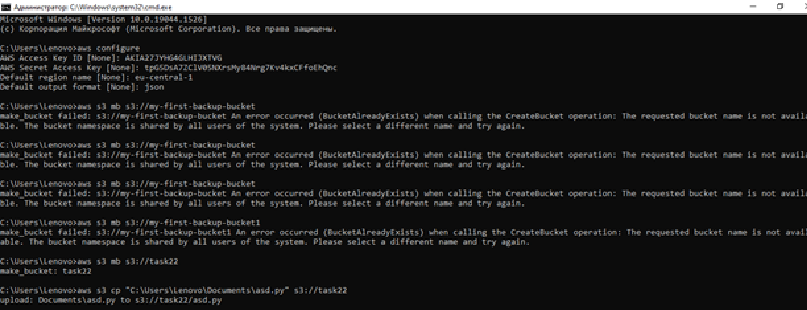 Администратор: C:\Windows\system32\cmd.exe
Microsoft Windows [Version 10.0.19044.1526]
(c) Корпорация Майкрософт (Microsoft Corporation). Все права защищены.
C:\Users\Lenovo>aws configure
AWS Access Key ID [None]:
AWS Secret Access Key [None]:
Default region name [None]: eu-central-1
Default output format [None]: json
C:\Users\Lenovo>aws s3 mb s3://my-first-backup-bucket
make_bucket failed: s3://my-first-backup-bucket An error occurred (BucketAlreadyExists) when calling the CreateBucket operation: The requested bucket name is not availa
ble. The bucket namespace is shared by all users of the system. Please select a different name and try again.
C:\Users\Lenovo>aws s3 mb s3://my-first-backup-bucket
make_bucket failed: s3://my-first-backup-bucket An error occurred (BucketAlreadyExists) when calling the CreateBucket operation: The requested bucket name is not availa
ble. The bucket namespace is shared by all users of the system. Please select a different name and try again.
C:\Users\Lenovo>aws s3 mb s3://my-first-backup-bucket
make_bucket failed: s3://my-first-backup-bucket An error occurred (BucketAlreadyExists) when calling the CreateBucket operation: The requested bucket name is not availa
ble. The bucket namespace is shared by all users of the system. Please select a different name and try again.
C:\Users\Lenovo>aws s3 mb s3://my-first-backup-bucket1
make_bucket failed: s3://my-first-backup-bucket1 An error occurred (BucketAlreadyExists) when calling the CreateBucket operation: The requested bucket name is not avail
able. The bucket namespace is shared by all users of the system. Please select a different name and try again.
C:\Users\Lenovo>aws s3 mb s3://task22
make_bucket: task22
C:\Users\Lenovo>aws s3 cp "C:\Users\Lenovo\Documents\asd.py" s3://task22
upload: Documents\asd.py to s3://task22/asd.py